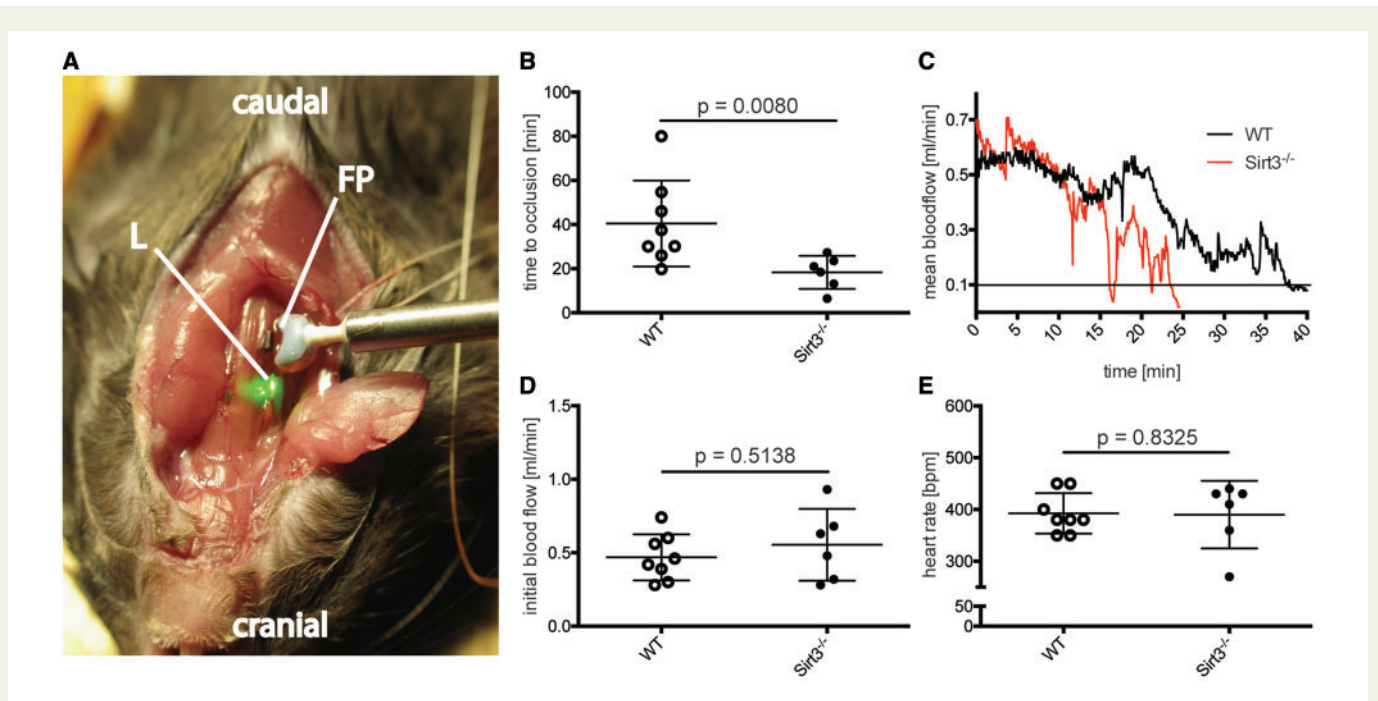 A
caudal
FP
L
cranial
B
time to occlusion [min]
100
80
60
40
20
0
p = 0.0080
WT
Sirt3-/-
C
mean bloodflow [ml/min]
0.7
0.5
0.3
0.1
WT
Sirt3-/-
0 5 10 15 20 25 30 35 40
time [min]
D
initial blood flow [ml/min]
1.5
1.0
0.5
0.0
p = 0.5138
WT
Sirt3-/-
E
heart rate [bpm]
600
500
400
300
50
0
p = 0.8325
WT
Sirt3-/-